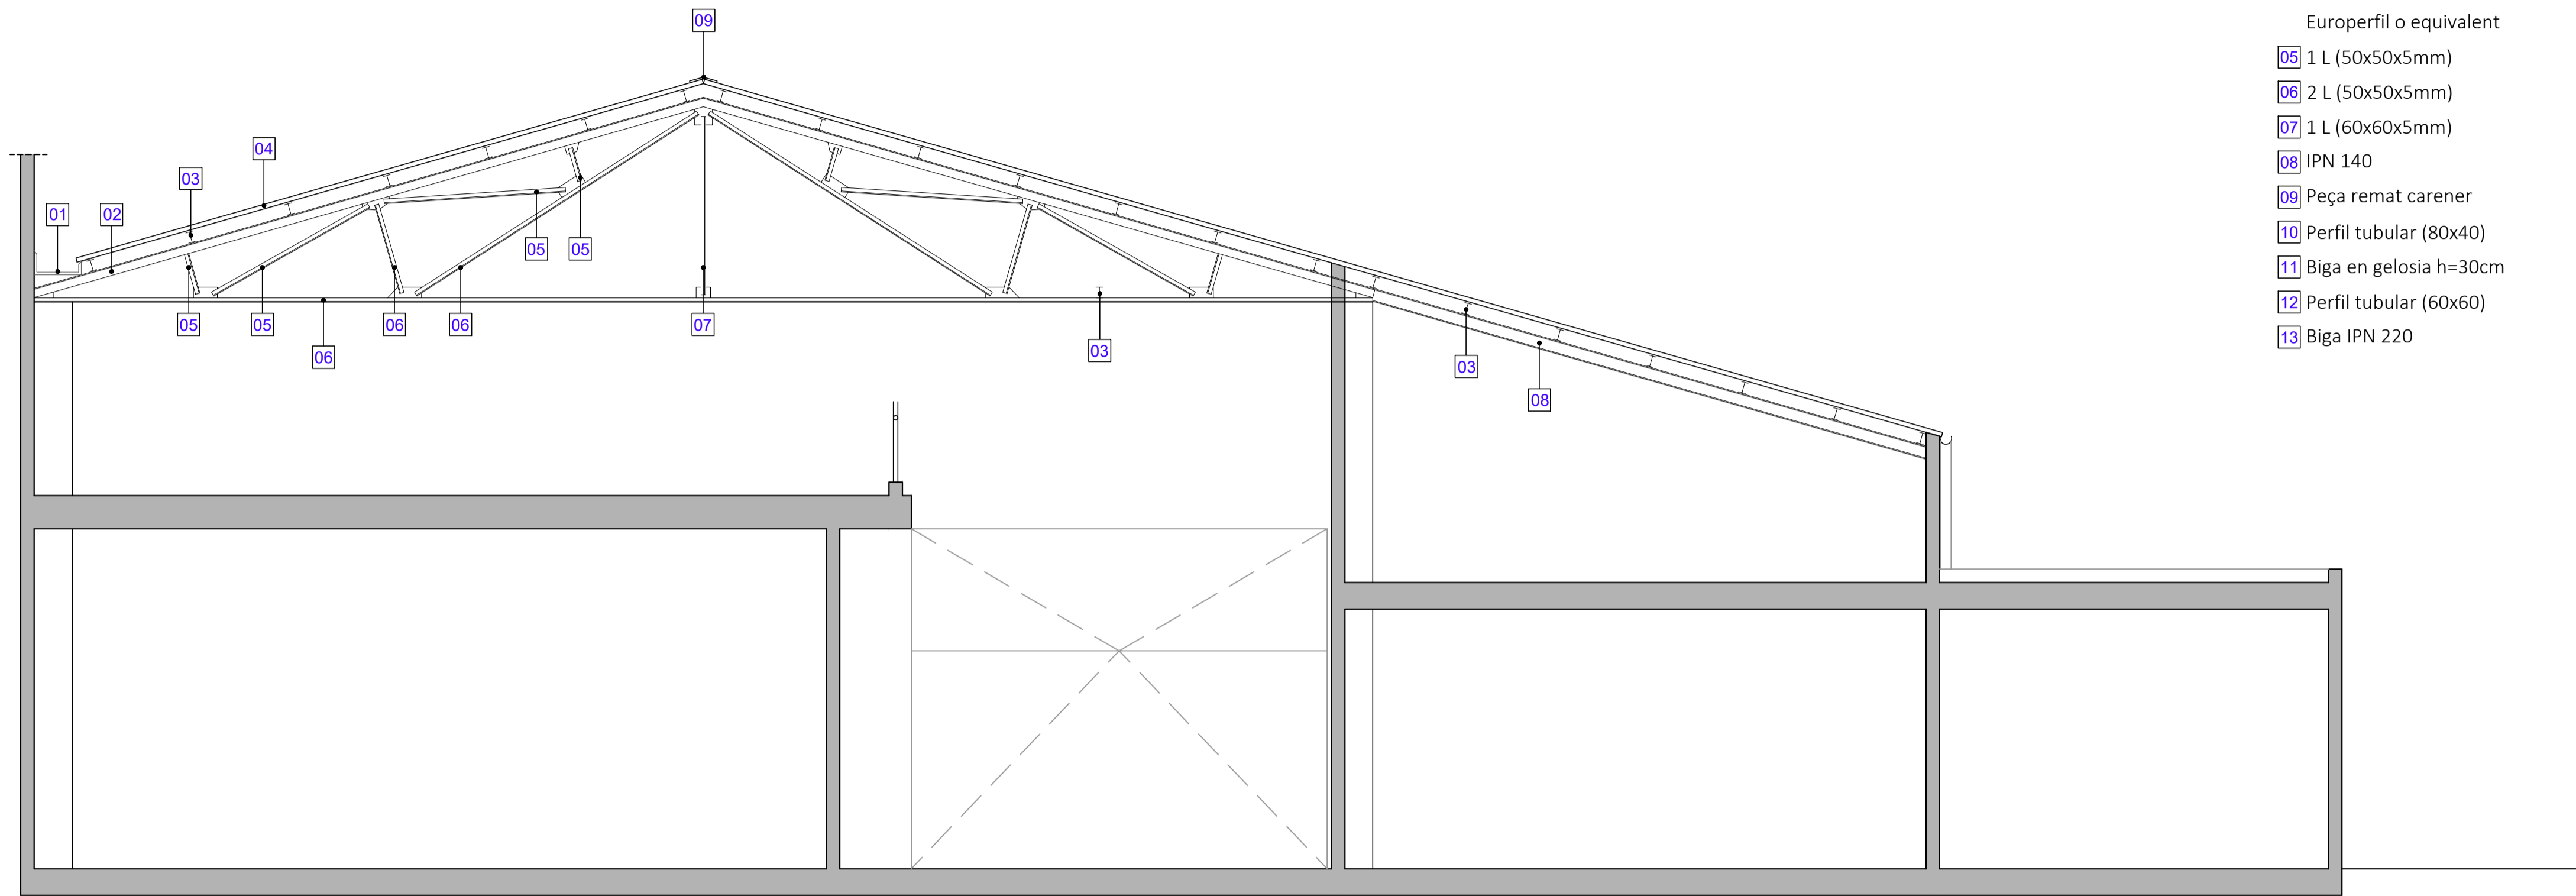 09
Europerfil o equivalent
05 1 L (50x50x5mm)
06 2 L (50x50x5mm)
07 1 L (60x60x5mm)
08 IPN 140
09 Peça remat carener
10 Perfil tubular (80x40)
11 Biga en gelosia h=30cm
12 Perfil tubular (60x60)
13 Biga IPN 220
04
03
01
02
05
05
05
05
06
06
07
06
03
03
08